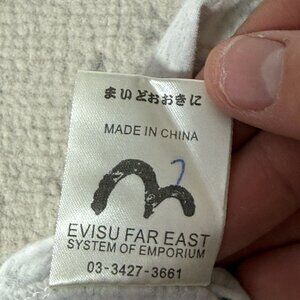 まいどおおきに
MADE IN CHINA
7
EVISU FAR EAST
SYSTEM OF EMPORIUM
03-3427-3661